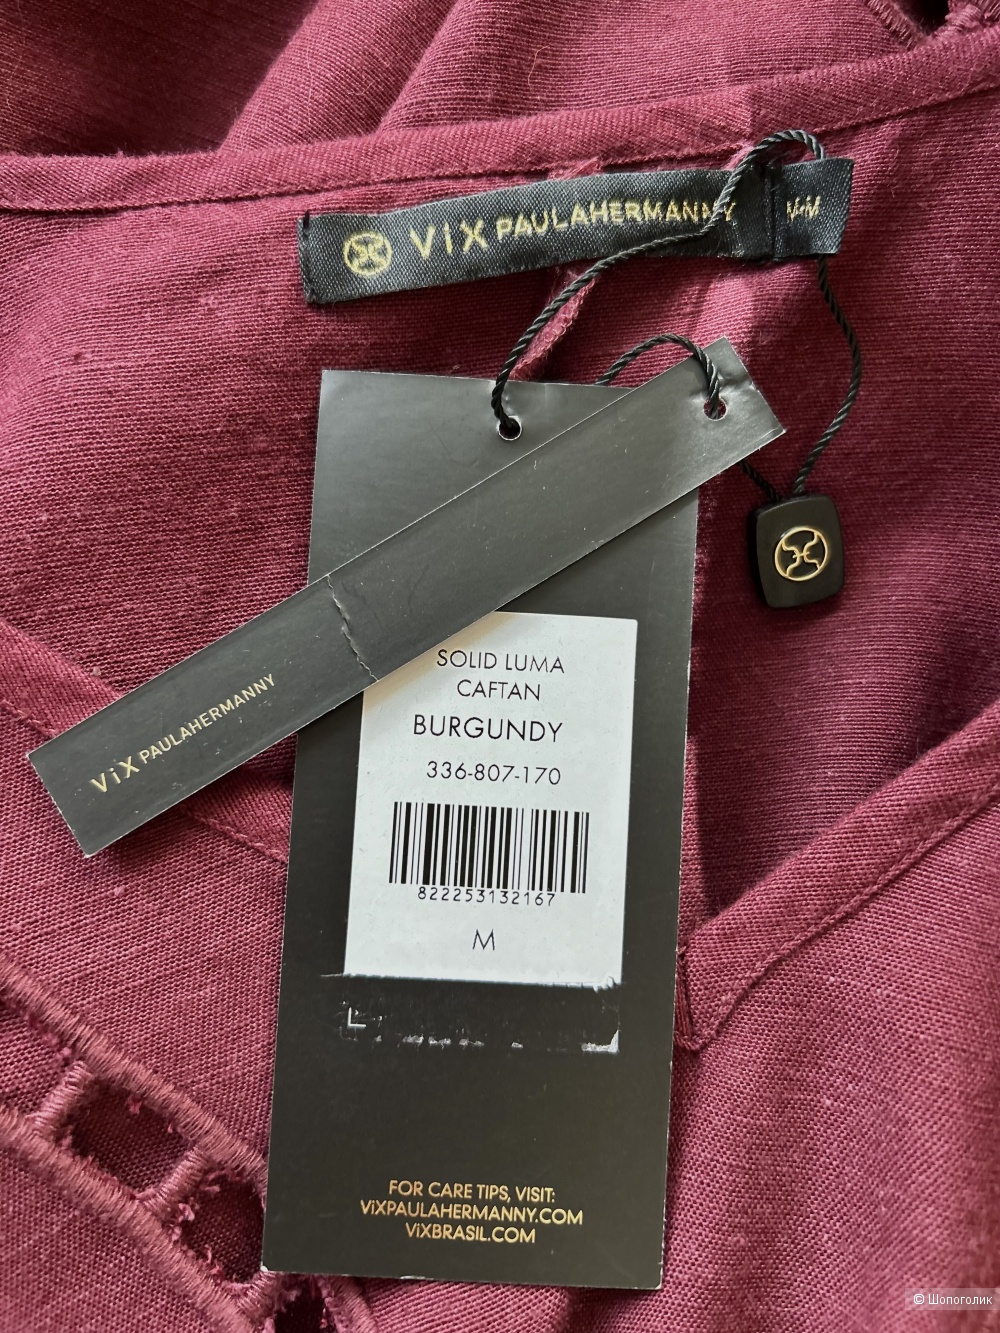 ViX PAULAHERMANNY M-M
ViX PAULAHERMANNY
SOLID LUMA
CAFTAN
BURGUNDY
336-807-170
822253132167
M
FOR CARE TIPS, VISIT:
ViXPAULAHERMANNY.COM
ViXBRASIL.COM
© Шопоголик